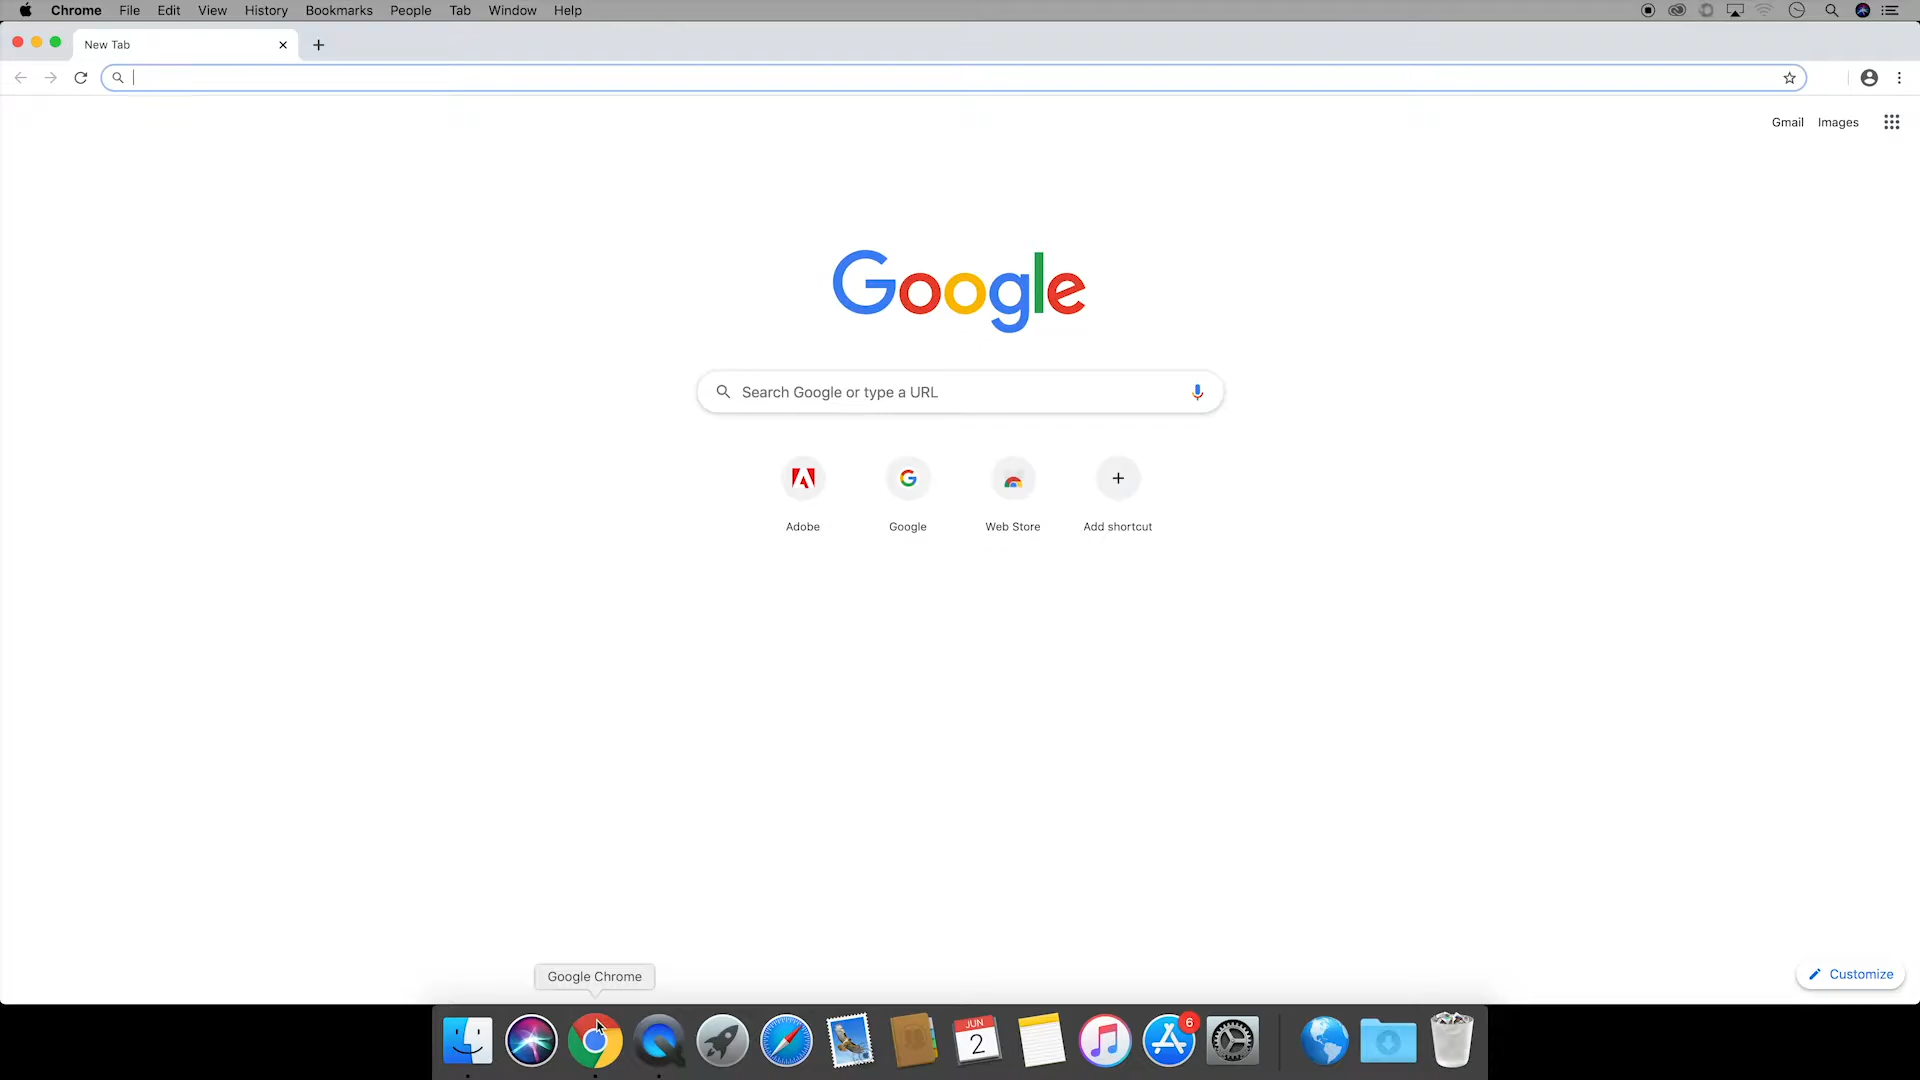 Chrome File Edit View History Bookmarks People Tab Window Help
New Tab
Gmail Images
Google
Search Google or type a URL
Adobe Google Web Store Add shortcut
Customize
Google Chrome
6
JUN
2